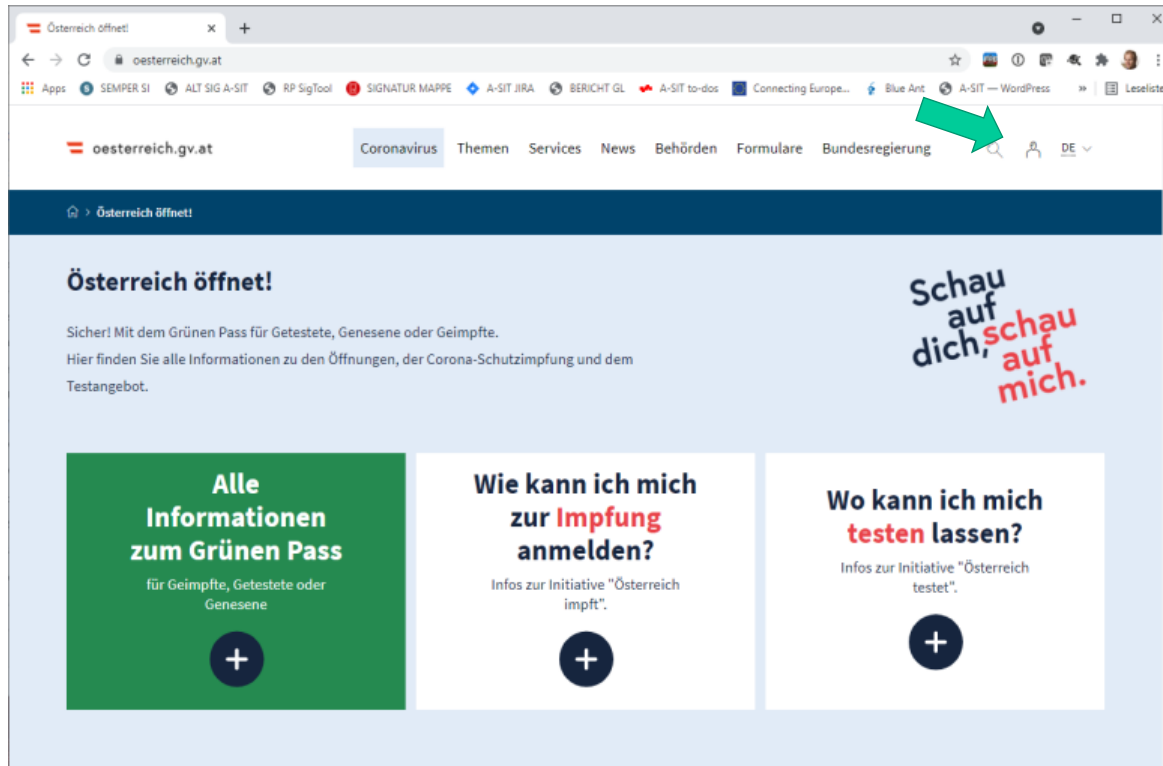 Österreich öffnet!
oesterreich.gv.at
Apps SEMPER SI ALT SIG A-SIT RP SigTool SIGNATUR MAPPE A-SIT JIRA BERICHT GL A-SIT to-dos Connecting Europe... Blue Ant A-SIT — WordPress » Leseliste
oesterreich.gv.at Coronavirus Themen Services News Behörden Formulare Bundesregierung DE
> Österreich öffnet!
Österreich öffnet!
Sicher! Mit dem Grünen Pass für Getestete, Genesene oder Geimpfte.
Hier finden Sie alle Informationen zu den Öffnungen, der Corona-Schutzimpfung und dem
Testangebot.
Schau
auf
dich, schau
auf
mich.
Alle
Informationen
zum Grünen Pass
für Geimpfte, Getestete oder
Genesene
Wie kann ich mich
zur Impfung
anmelden?
Infos zur Initiative "Österreich
impft".
Wo kann ich mich
testen lassen?
Infos zur Initiative "Österreich
testet".